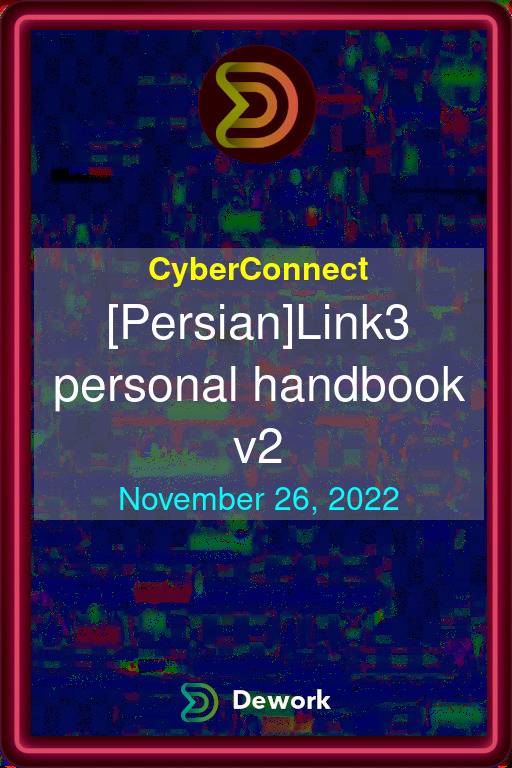 CyberConnect
[Persian]Link3
personal handbook
v2
November 26, 2022
Dework